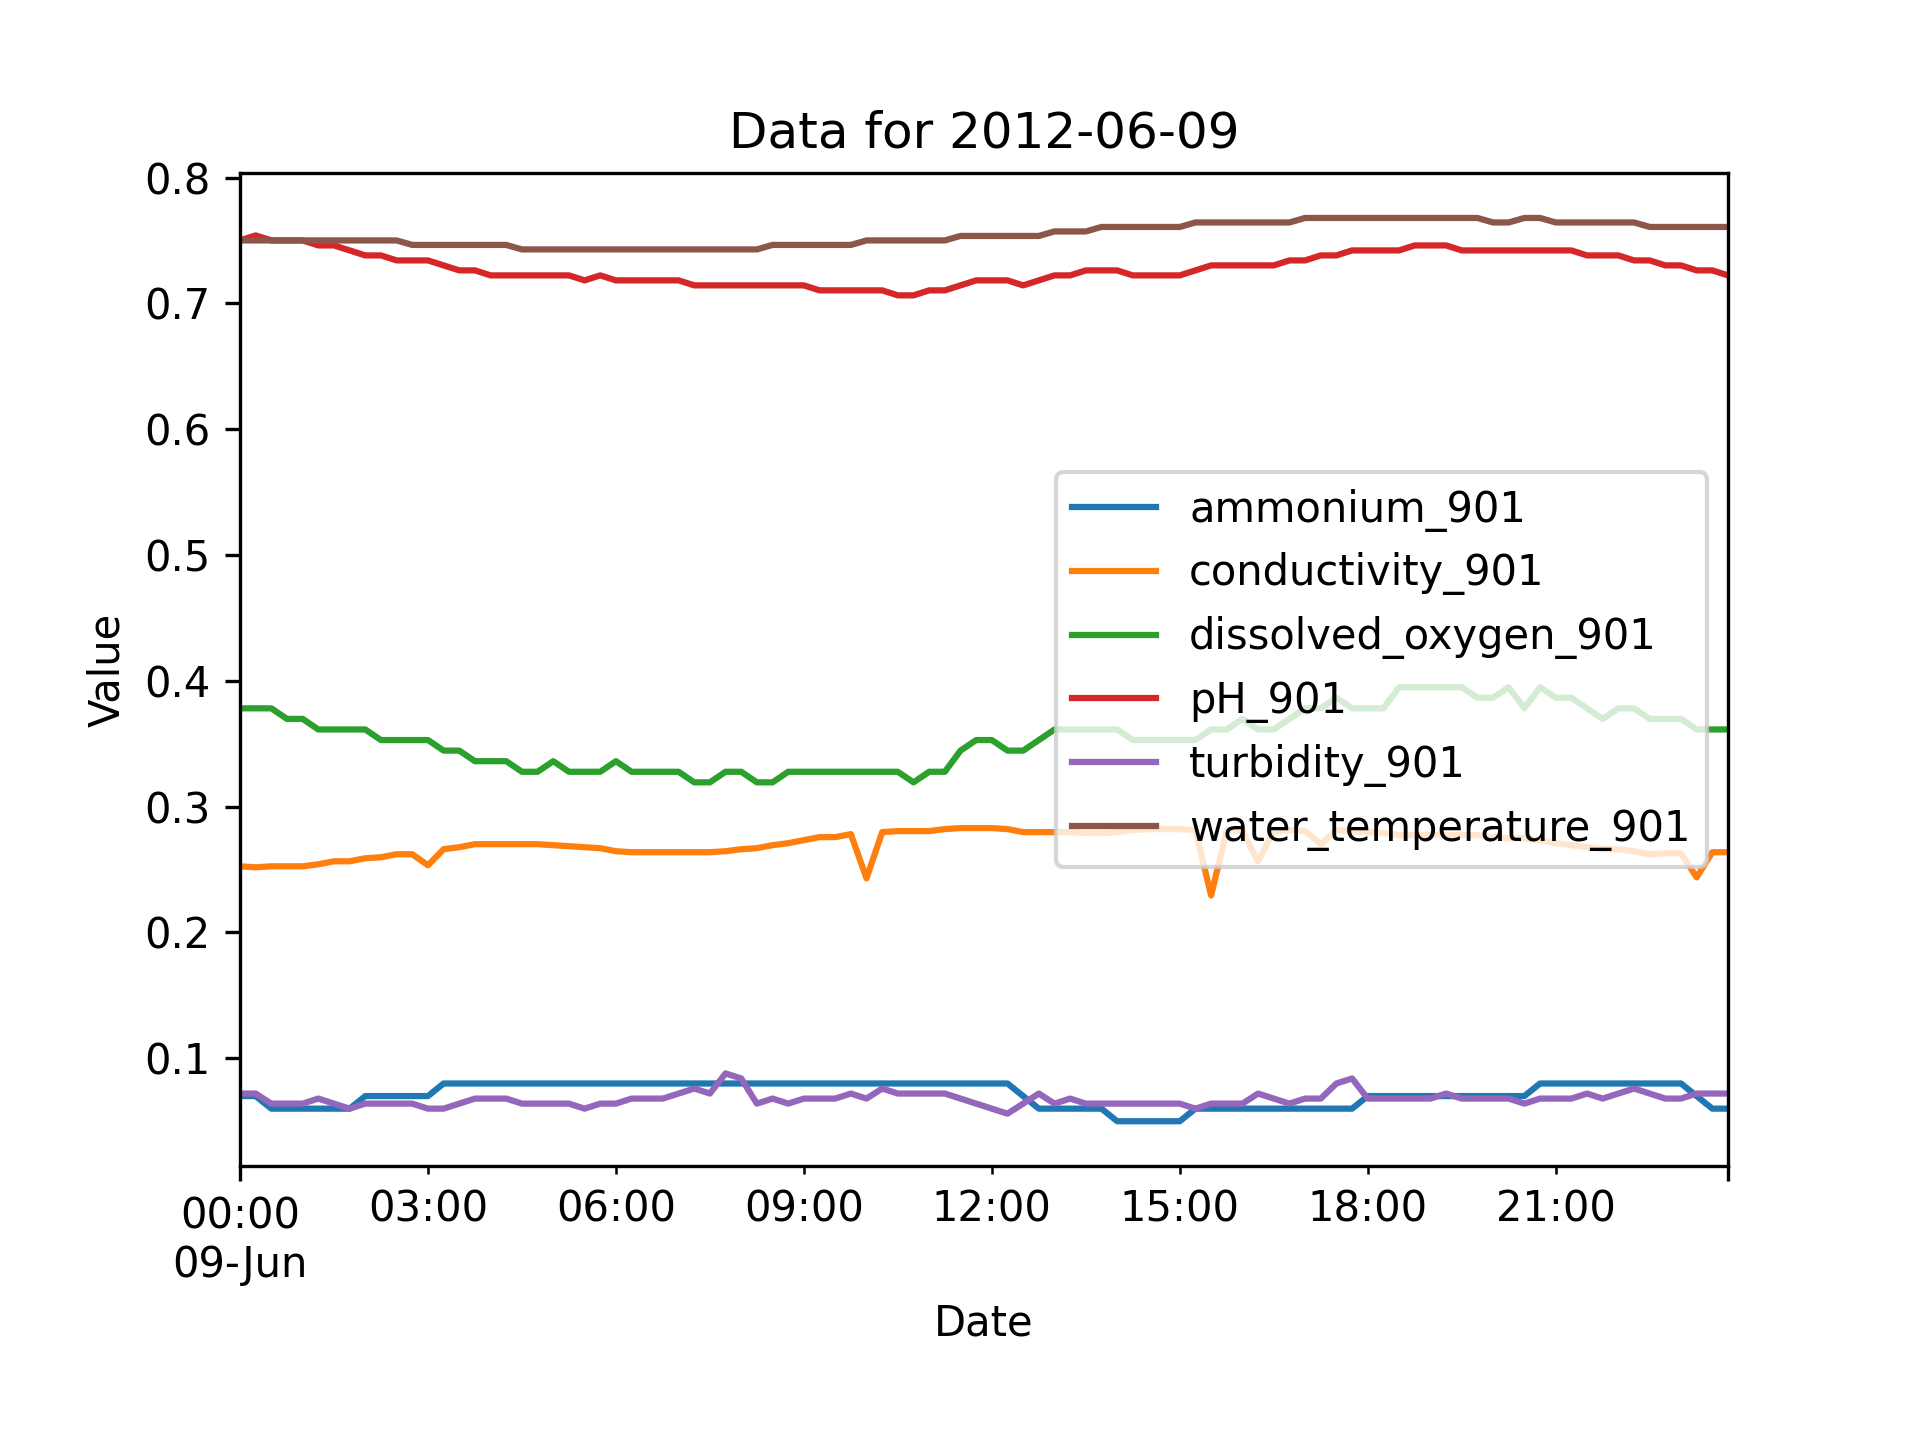 Data for 2012-06-09
0.8
0.7
0.6
0.5
0.4
0.3
0.2
0.1
Value
ammonium_901
conductivity_901
dissolved_oxygen_901
pH_901
turbidity_901
water_temperature_901
00:00 03:00 06:00 09:00 12:00 15:00 18:00 21:00
09-Jun
Date